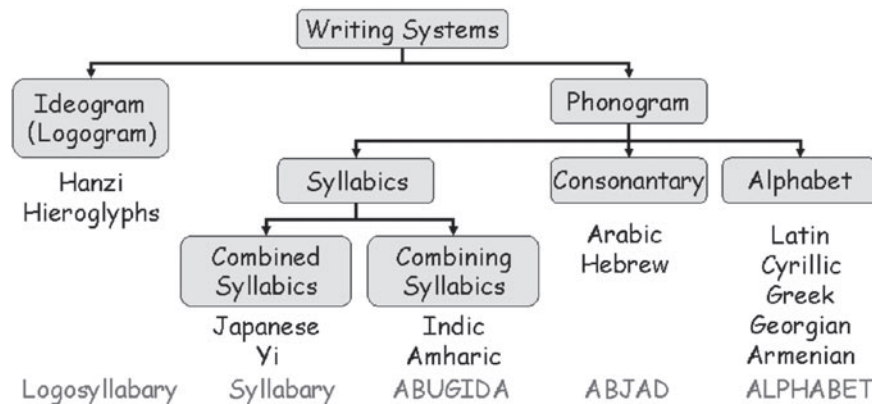 Writing Systems
Ideogram
(Logogram)
Phonogram
Hanzi
Hieroglyphs
Syllabics
Consonantary
Alphabet
Combined
Syllabics
Combining
Syllabics
Arabic
Hebrew
Latin
Cyrillic
Greek
Georgian
Armenian
Japanese
Yi
Indic
Amharic
Logosyllabary
Syllabary
ABUGIDA
ABJAD
ALPHABET